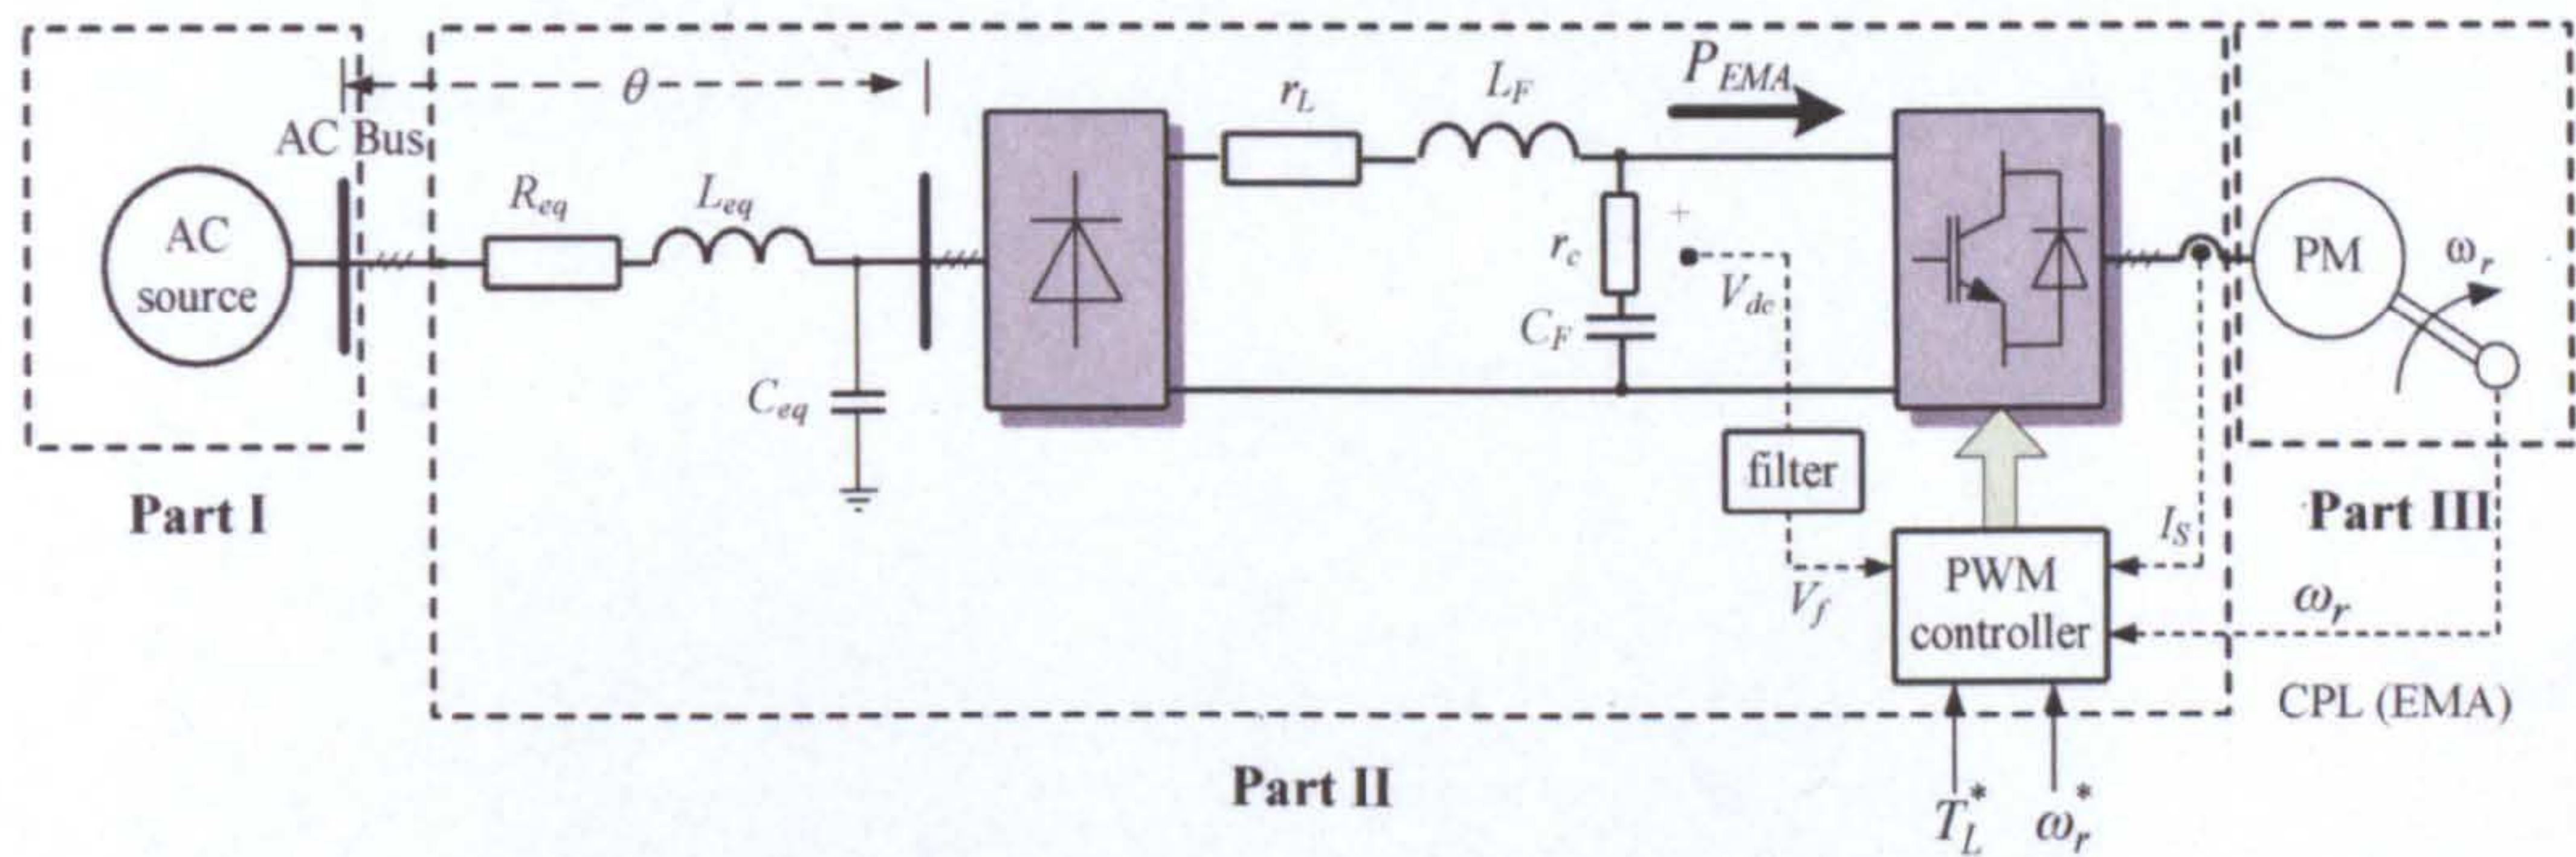 θ
AC Bus
AC
source
R_eq
L_eq
C_eq
r_L
L_F
P_EMA
r_c
C_F
+
V_dc
filter
V_f
PWM
controller
I_S
ω_r
T_L^*
ω_r^*
PM
ω_r
CPL (EMA)
Part I
Part II
Part III